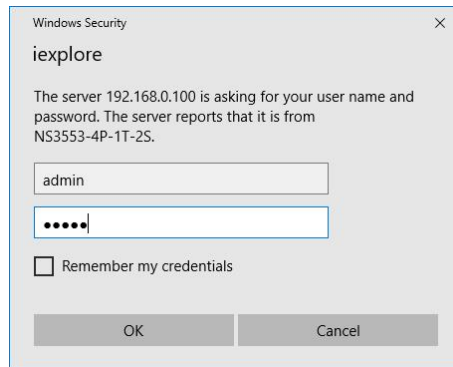 Windows Security
iexplore
The server 192.168.0.100 is asking for your user name and
password. The server reports that it is from
NS3553-4P-1T-2S.
admin
●●●●●
Remember my credentials
OK Cancel